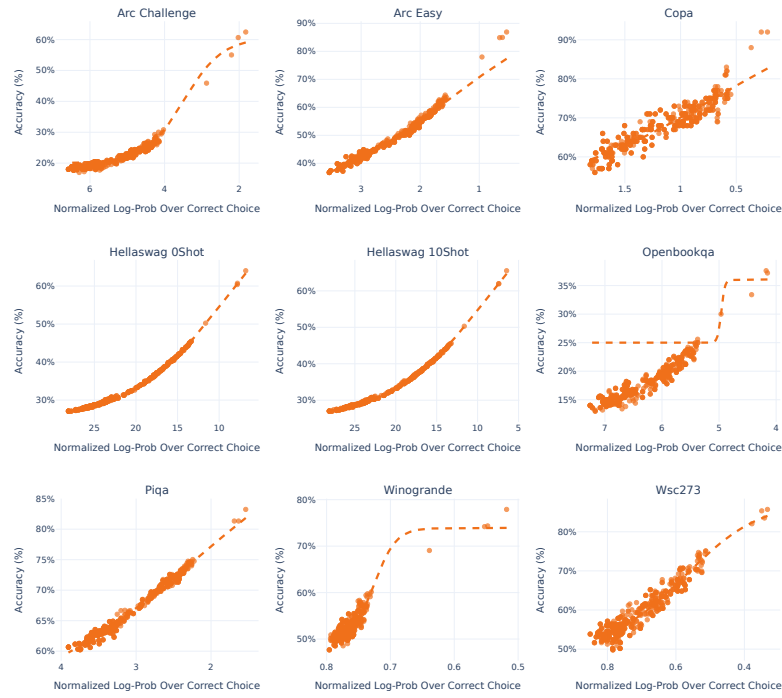 Arc Challenge
Accuracy (%)
60%
50%
40%
30%
20%
6
4
2
Normalized Log-Prob Over Correct Choice
Arc Easy
Accuracy (%)
90%
80%
70%
60%
50%
40%
3
2
1
Normalized Log-Prob Over Correct Choice
Copa
Accuracy (%)
90%
80%
70%
60%
1.5
1
0.5
Normalized Log-Prob Over Correct Choice
Hellaswag 0Shot
Accuracy (%)
60%
50%
40%
30%
25
20
15
10
Normalized Log-Prob Over Correct Choice
Hellaswag 10Shot
Accuracy (%)
60%
50%
40%
30%
25
20
15
10
5
Normalized Log-Prob Over Correct Choice
Openbookqa
Accuracy (%)
35%
30%
25%
20%
15%
7
6
5
4
Normalized Log-Prob Over Correct Choice
Piqa
Accuracy (%)
85%
80%
75%
70%
65%
60%
4
3
2
Normalized Log-Prob Over Correct Choice
Winogrande
Accuracy (%)
80%
70%
60%
50%
0.8
0.7
0.6
0.5
Normalized Log-Prob Over Correct Choice
Wsc273
Accuracy (%)
80%
70%
60%
50%
0.8
0.6
0.4
Normalized Log-Prob Over Correct Choice